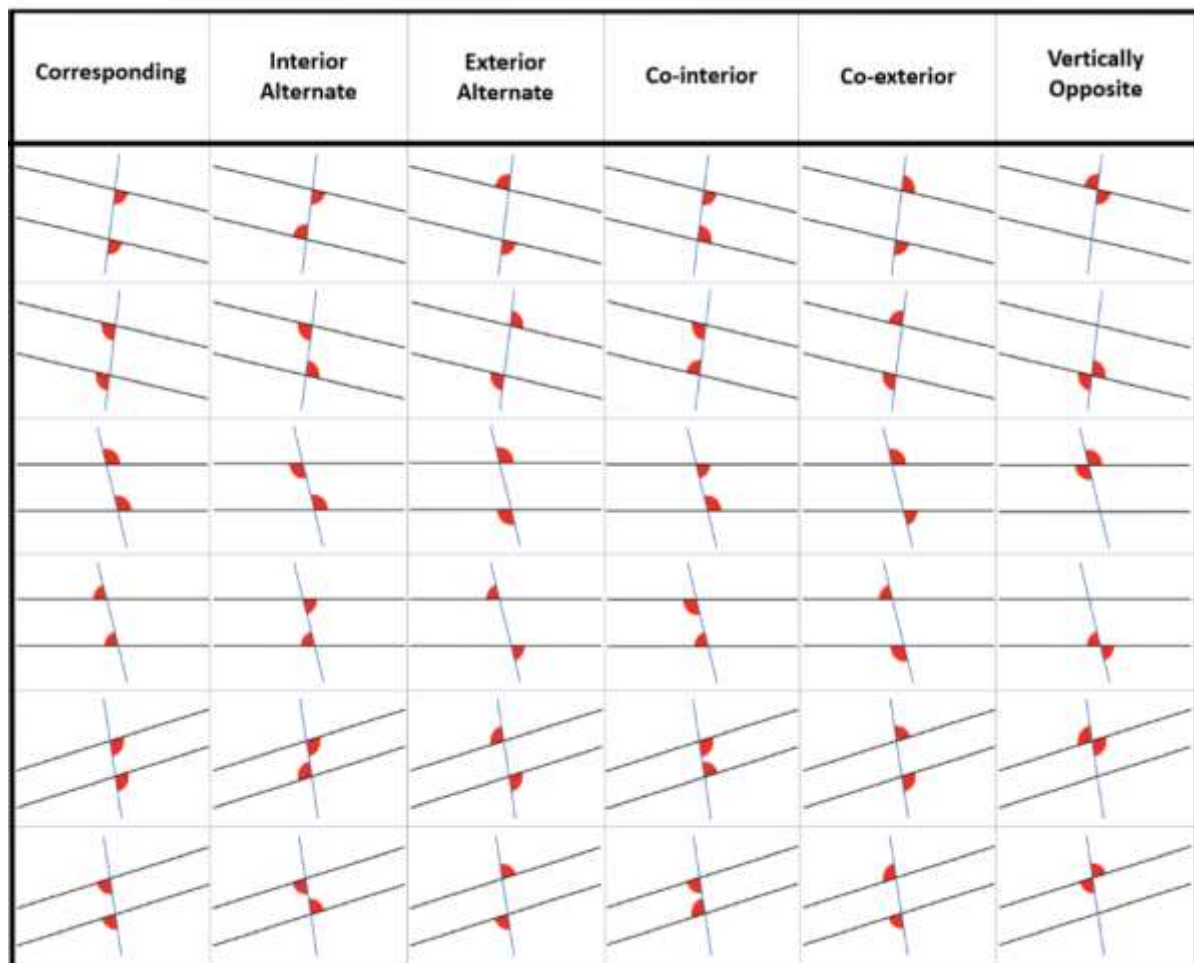 Corresponding
Interior
Alternate
Exterior
Alternate
Co-interior
Co-exterior
Vertically
Opposite